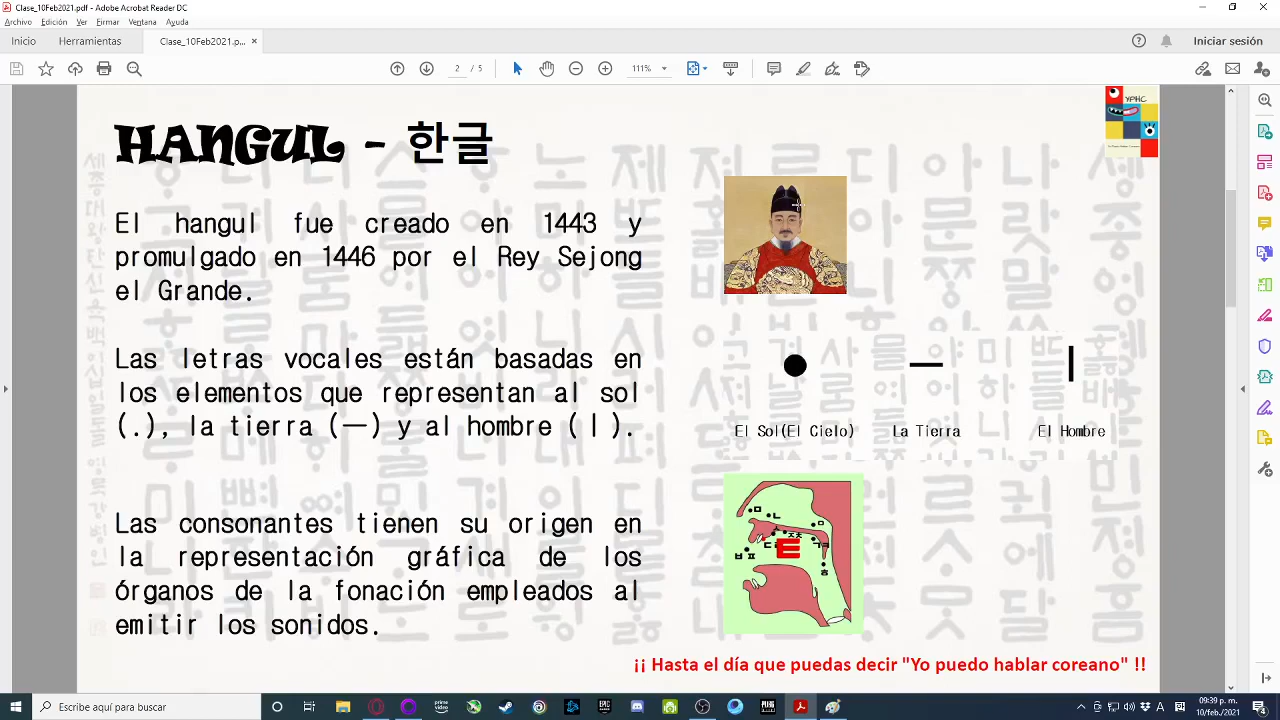 Clase_10Feb2021.pdf - Adobe Acrobat Reader DC
Archivo Edición Ver Firmar Ventana Ayuda
Inicio Herramientas Clase_10Feb2021.p... × Iniciar sesión
2 / 5 111%
YPHC
HANGUL - 한글
El hangul fue creado en 1443 y
promulgado en 1446 por el Rey Sejong
el Grande.
Las letras vocales están basadas en
los elementos que representan al sol
(.), la tierra (ㅡ) y al hombre (ㅣ).
El Sol(El Cielo) La Tierra El Hombre
Las consonantes tienen su origen en
la representación gráfica de los
órganos de la fonación empleados al
emitir los sonidos.
ㅁ ㄴ ㅇ
ㅂㅍ
ㅎ
¡¡ Hasta el día que puedas decir "Yo puedo hablar coreano" !!
Escribe aquí para buscar
09:39 p. m.
10/feb./2021